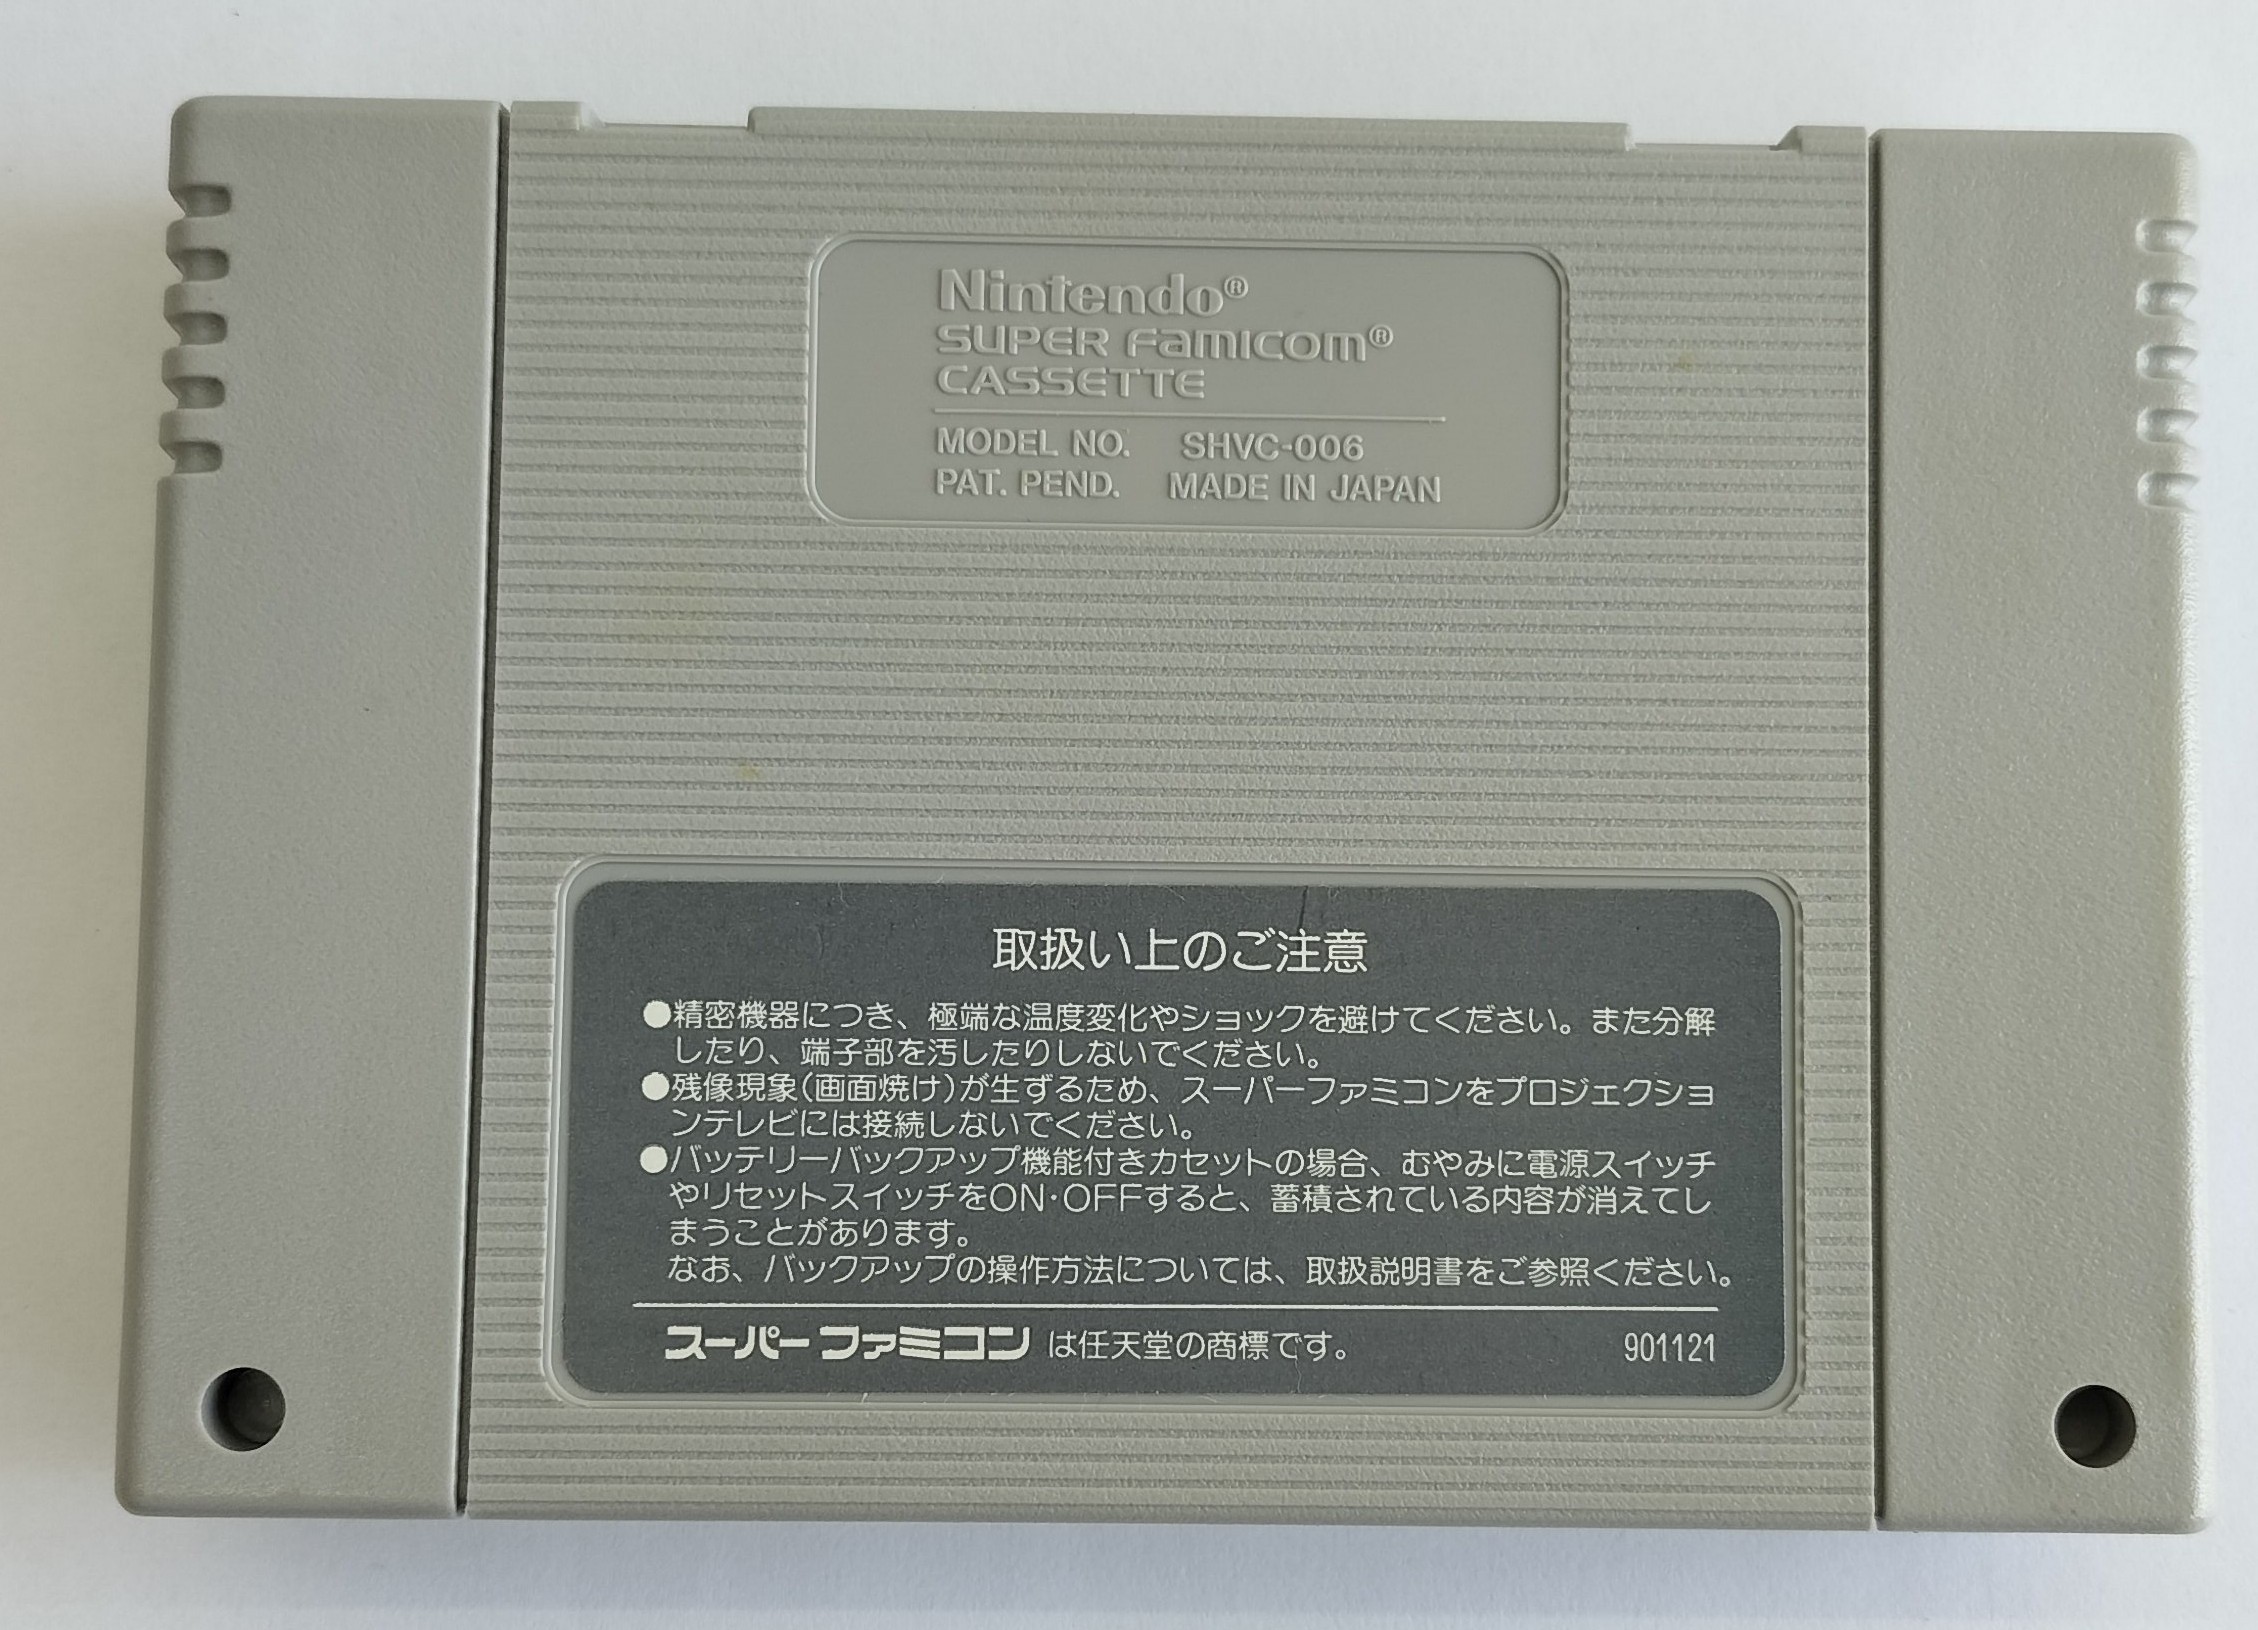 Nintendo®
SUPER Famicom®
CASSETTE
MODEL NO. SHVC-006
PAT. PEND. MADE IN JAPAN
取扱い上のご注意
●精密機器につき、極端な温度変化やショックを避けてください。また分解
したり、端子部を汚したりしないでください。
●残像現象(画面焼け)が生ずるため、スーパーファミコンをプロジェクショ
ンテレビには接続しないでください。
●バッテリーバックアップ機能付きカセットの場合、むやみに電源スイッチ
やリセットスイッチをON·OFFすると、蓄積されている内容が消えてし
まうことがあります。
なお、バックアップの操作方法については、取扱説明書をご参照ください。
スーパーファミコン は任天堂の商標です。 901121